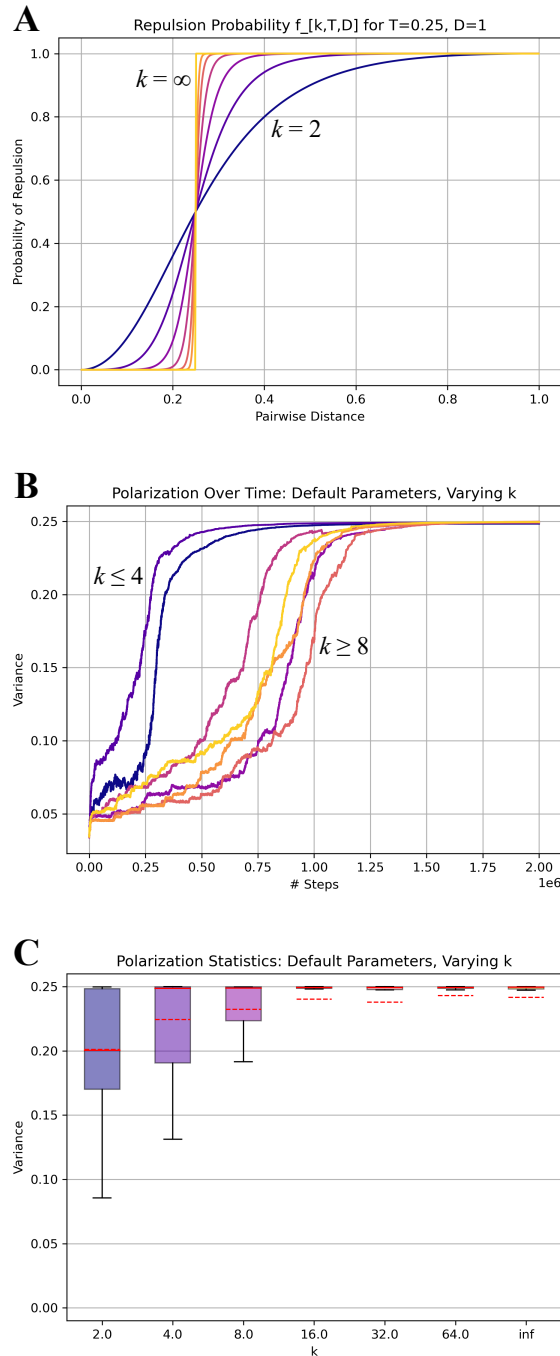 A
Repulsion Probability f_[k,T,D] for T=0.25, D=1
Probability of Repulsion
1.0
0.8
0.6
0.4
0.2
0.0
k = ∞
k = 2
0.0 0.2 0.4 0.6 0.8 1.0
Pairwise Distance
B
Polarization Over Time: Default Parameters, Varying k
Variance
0.25
0.20
0.15
0.10
0.05
k ≤ 4
k ≥ 8
0.00 0.25 0.50 0.75 1.00 1.25 1.50 1.75 2.00
1e6
# Steps
C
Polarization Statistics: Default Parameters, Varying k
Variance
0.25
0.20
0.15
0.10
0.05
0.00
2.0 4.0 8.0 16.0 32.0 64.0 inf
k